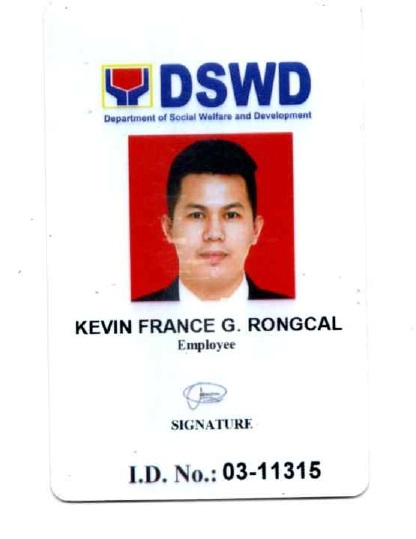 DSWD
Department of Social Welfare and Development
KEVIN FRANCE G. RONGCAL
Employee
SIGNATURE
I.D. No.: 03-11315